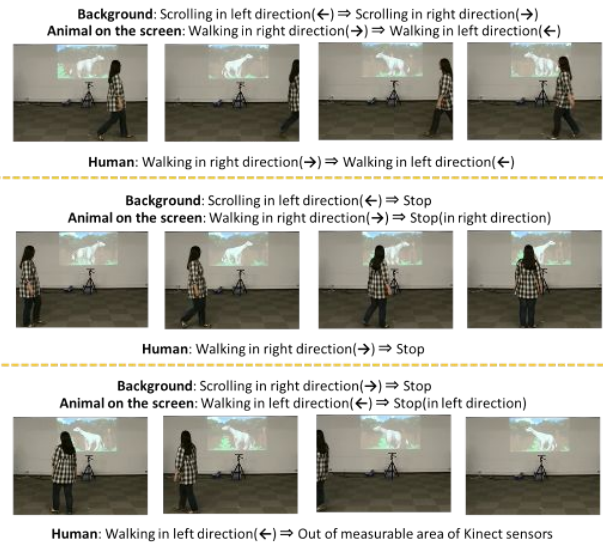 Background: Scrolling in left direction(←) ⇒ Scrolling in right direction(→)
Animal on the screen: Walking in right direction(→) ⇒ Walking in left direction(←)
Human: Walking in right direction(→) ⇒ Walking in left direction(←)
Background: Scrolling in left direction(←) ⇒ Stop
Animal on the screen: Walking in right direction(→) ⇒ Stop(in right direction)
Human: Walking in right direction(→) ⇒ Stop
Background: Scrolling in right direction(→) ⇒ Stop
Animal on the screen: Walking in left direction(←) ⇒ Stop(in left direction)
Human: Walking in left direction(←) ⇒ Out of measurable area of Kinect sensors